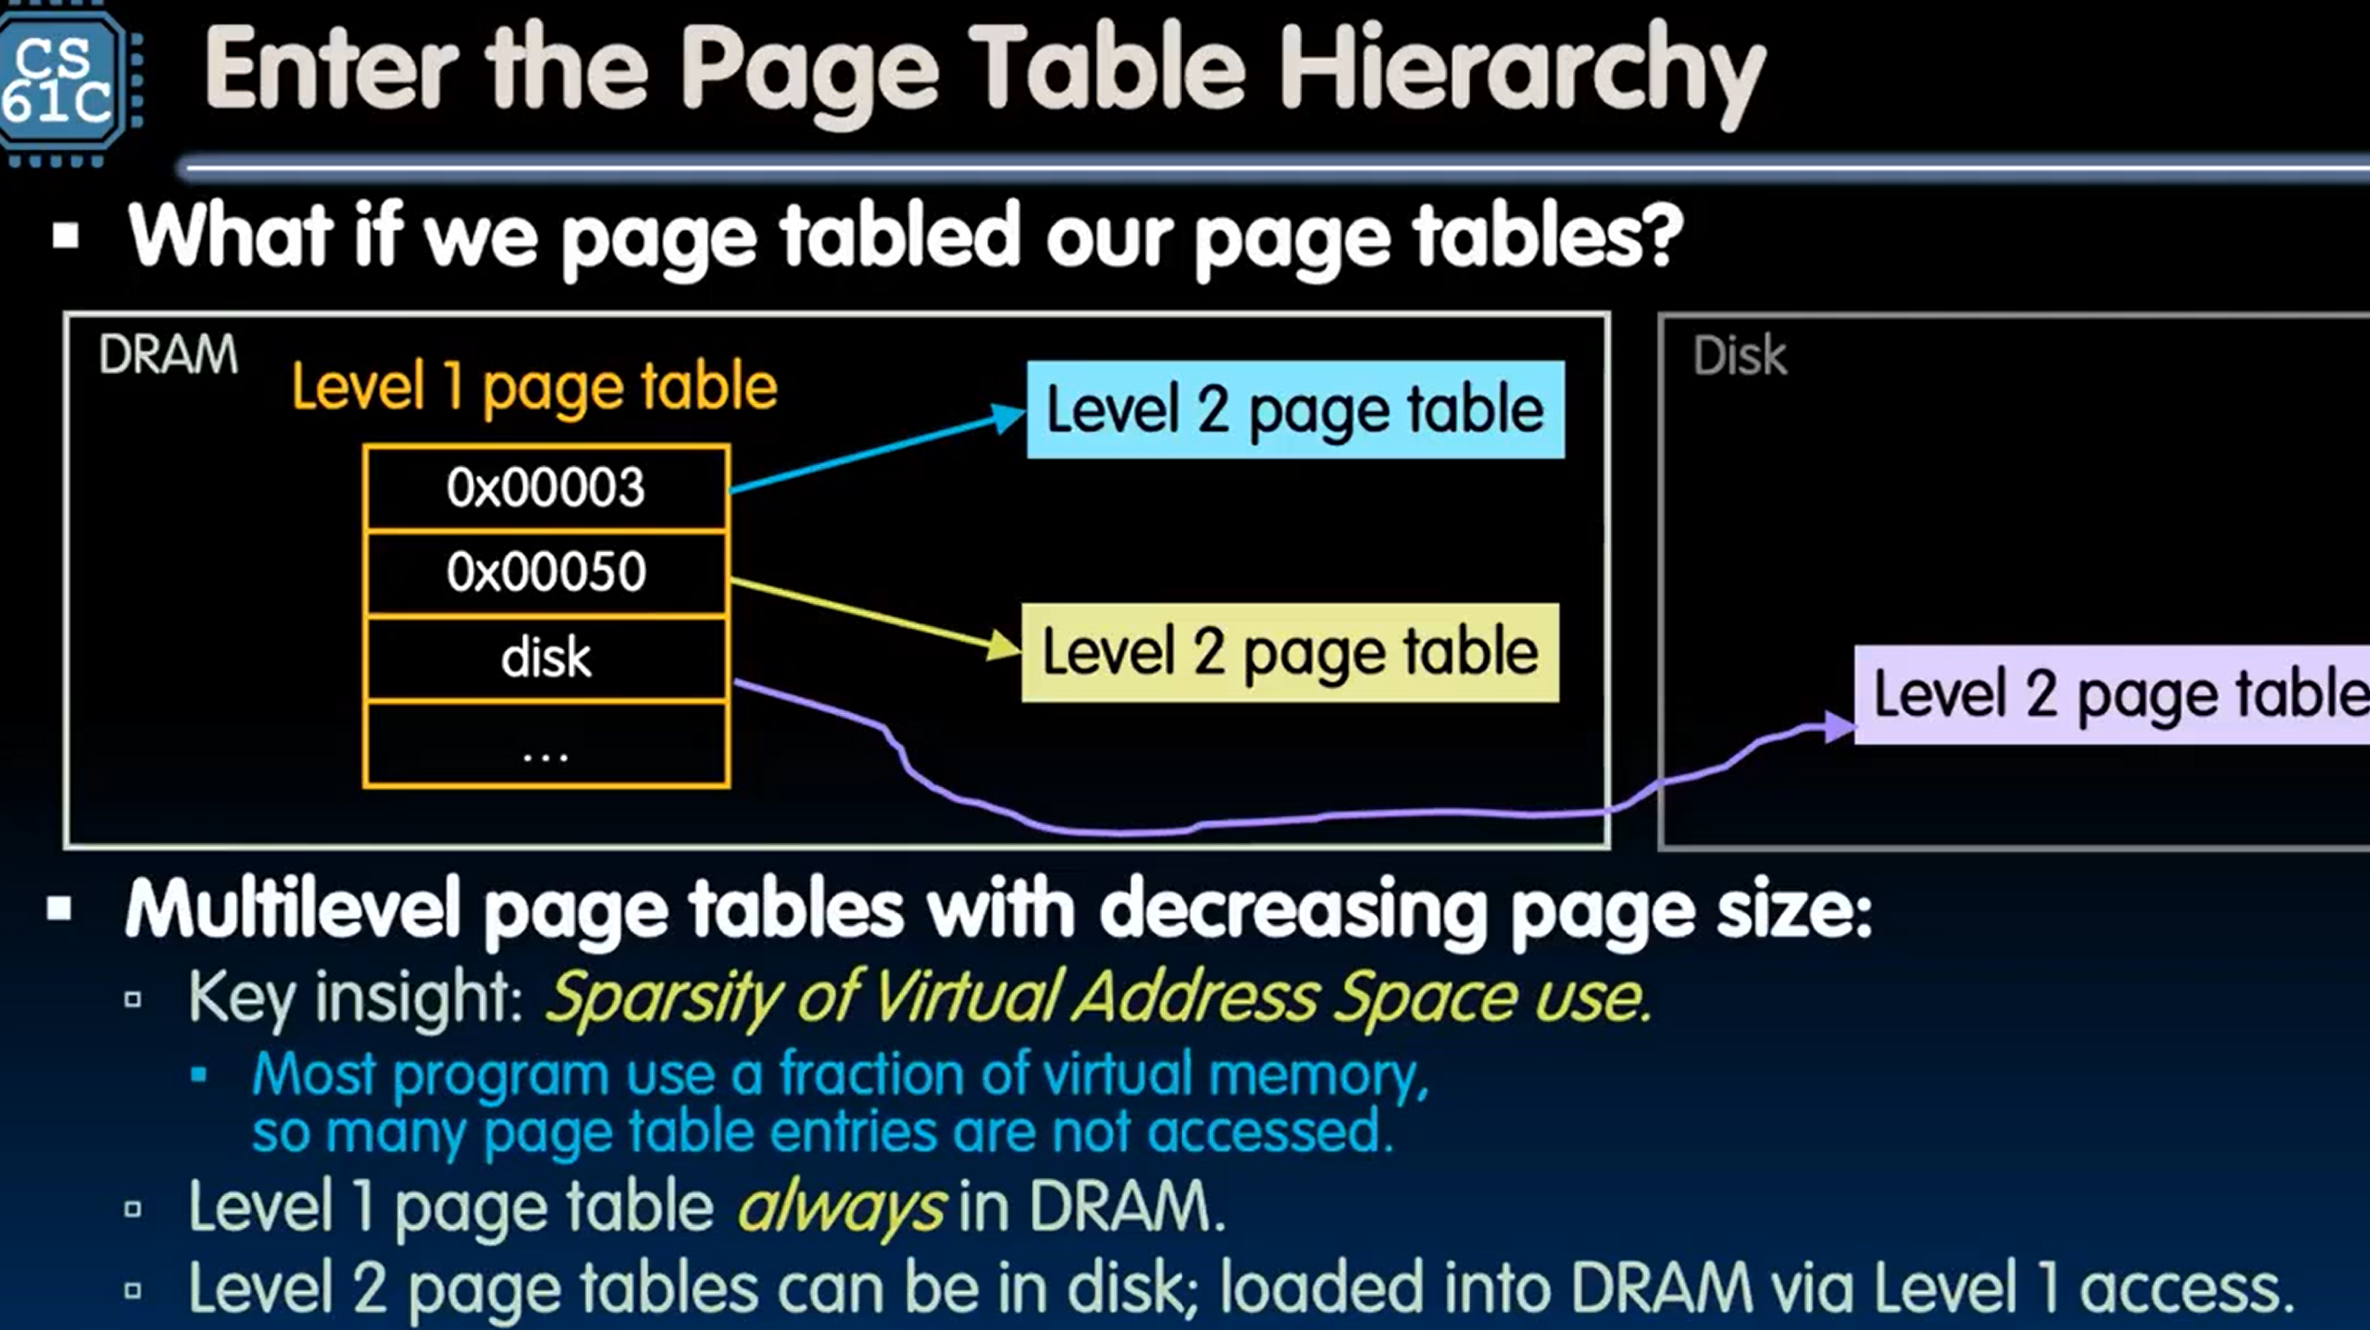 CS
61C
Enter the Page Table Hierarchy
What if we page tabled our page tables?
DRAM
Level 1 page table
0x00003
0x00050
disk
...
Level 2 page table
Level 2 page table
Disk
Level 2 page table
Multilevel page tables with decreasing page size:
Key insight: Sparsity of Virtual Address Space use.
Most program use a fraction of virtual memory,
so many page table entries are not accessed.
Level 1 page table always in DRAM.
Level 2 page tables can be in disk; loaded into DRAM via Level 1 access.